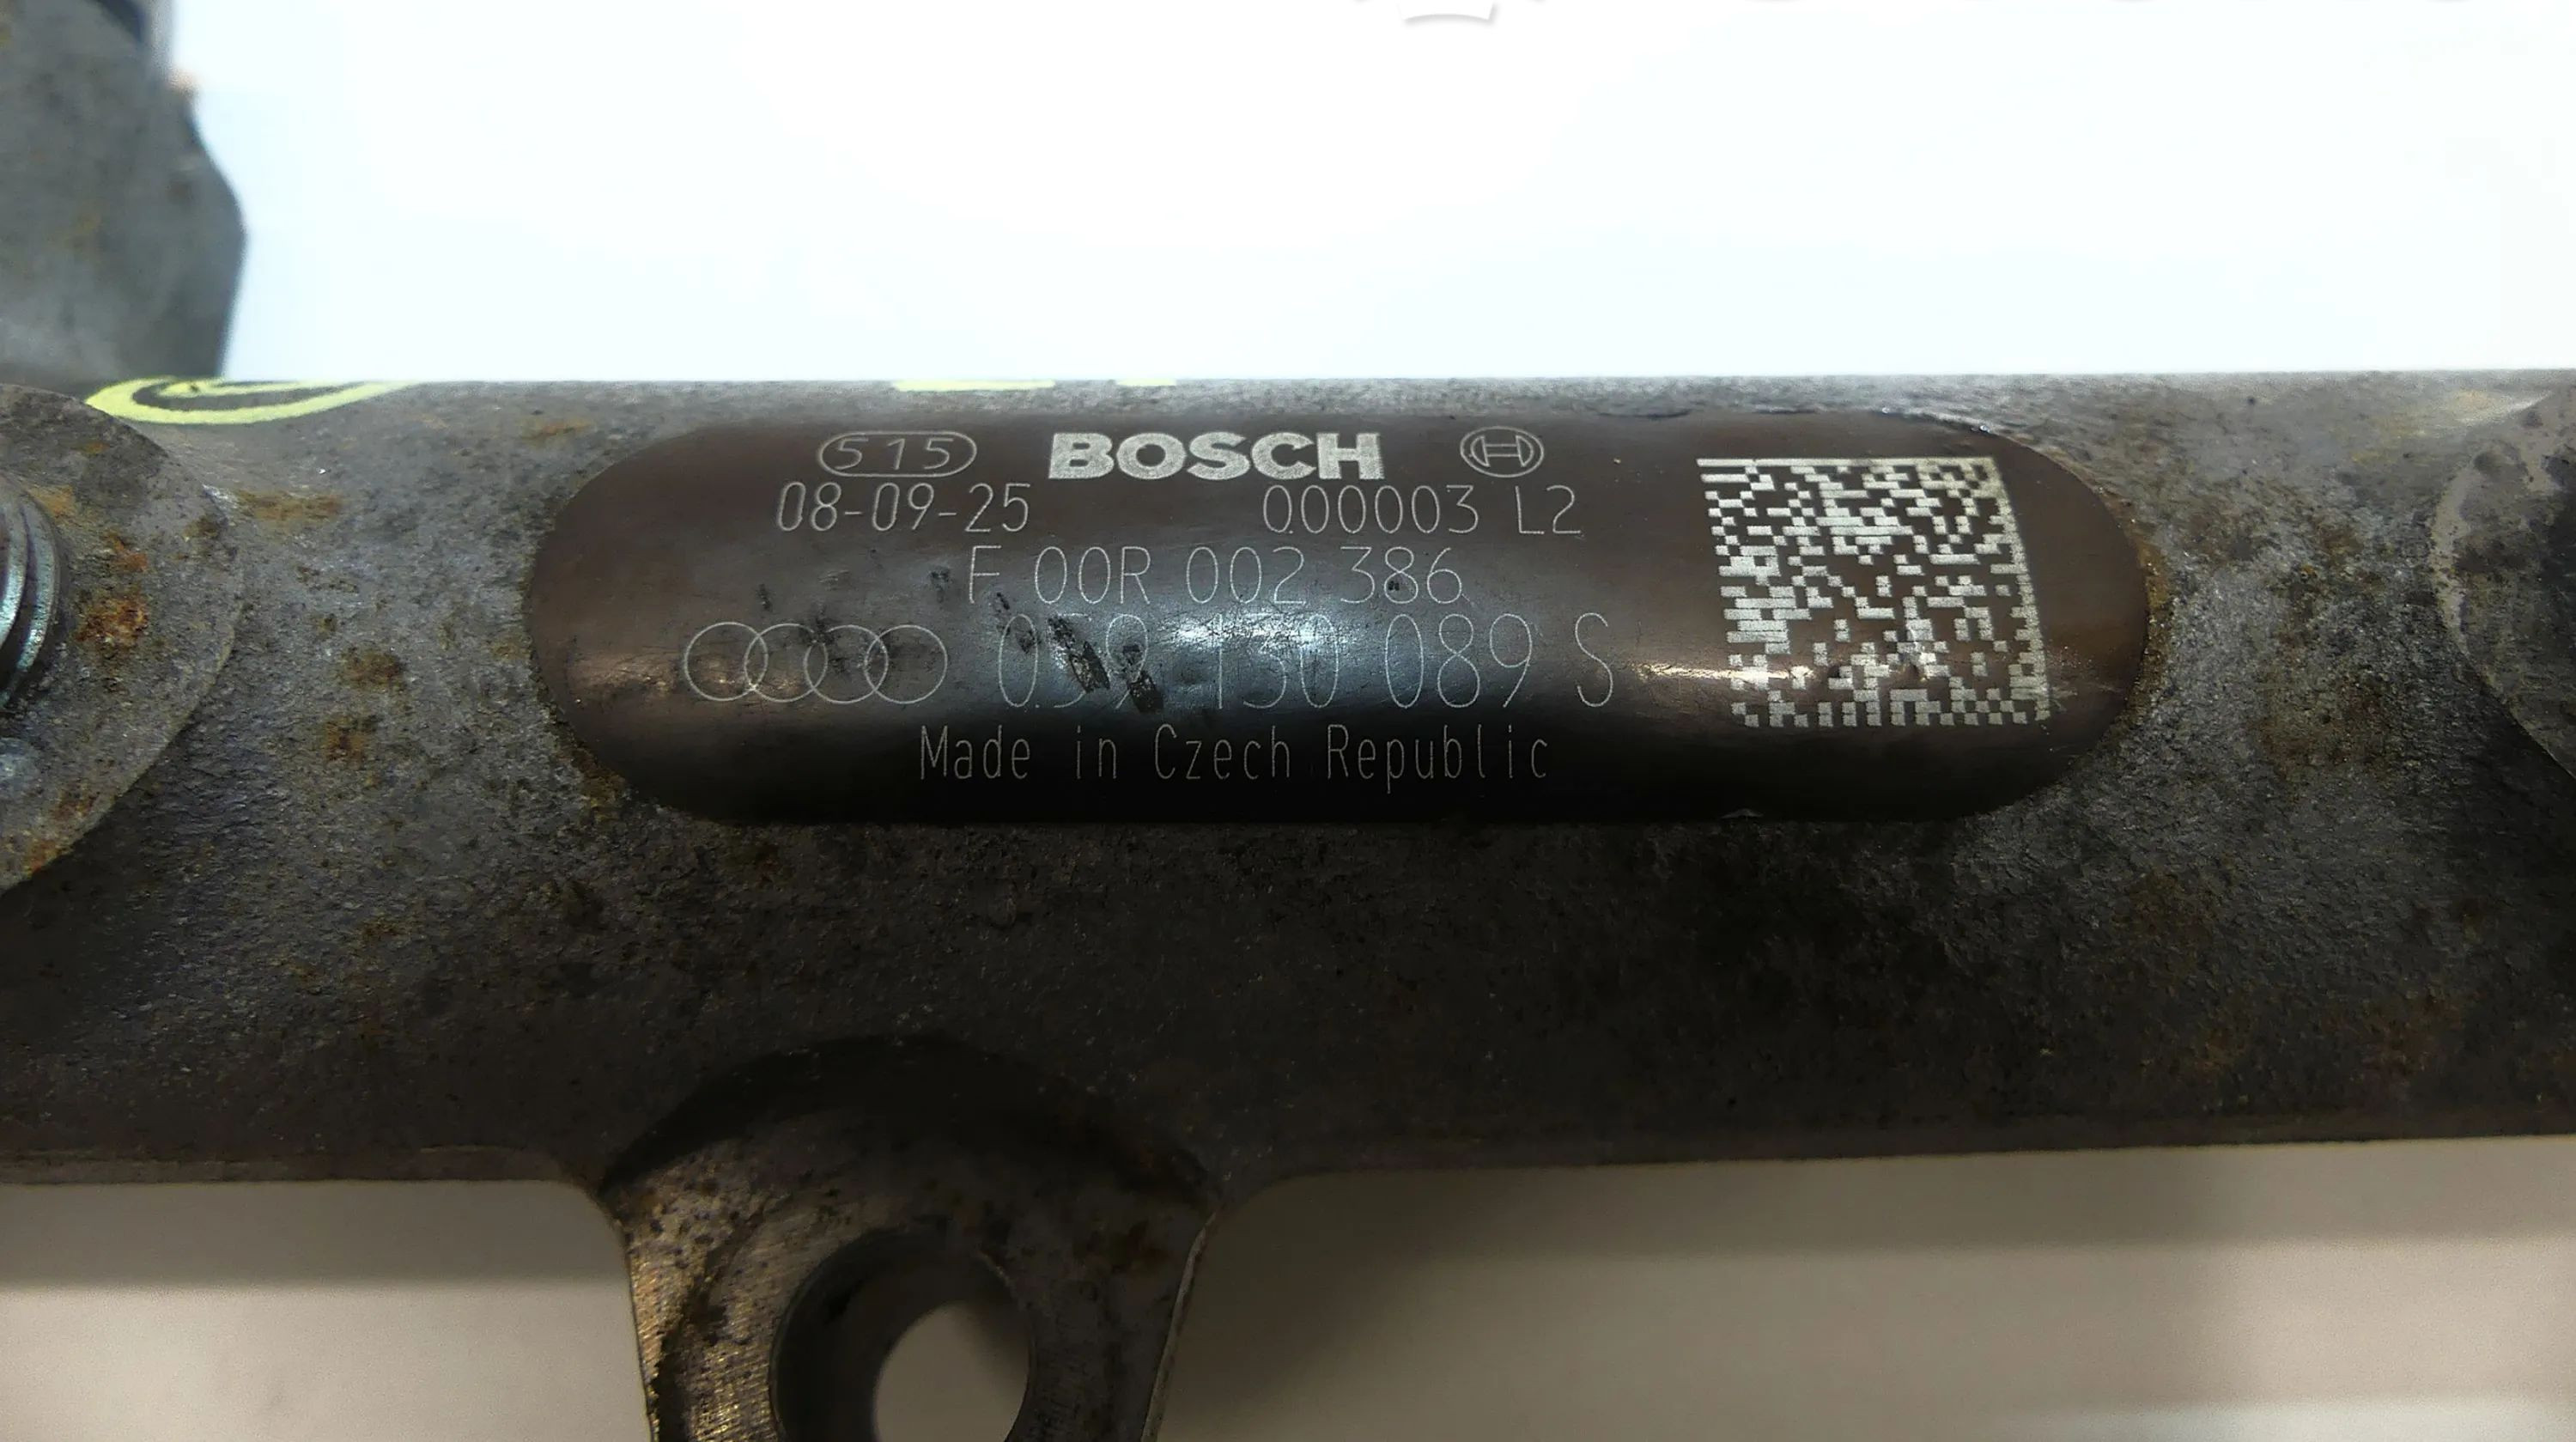 515 BOSCH
08-09-25 000003 L2
F 00R 002 386
059 130 089 S
Made in Czech Republic